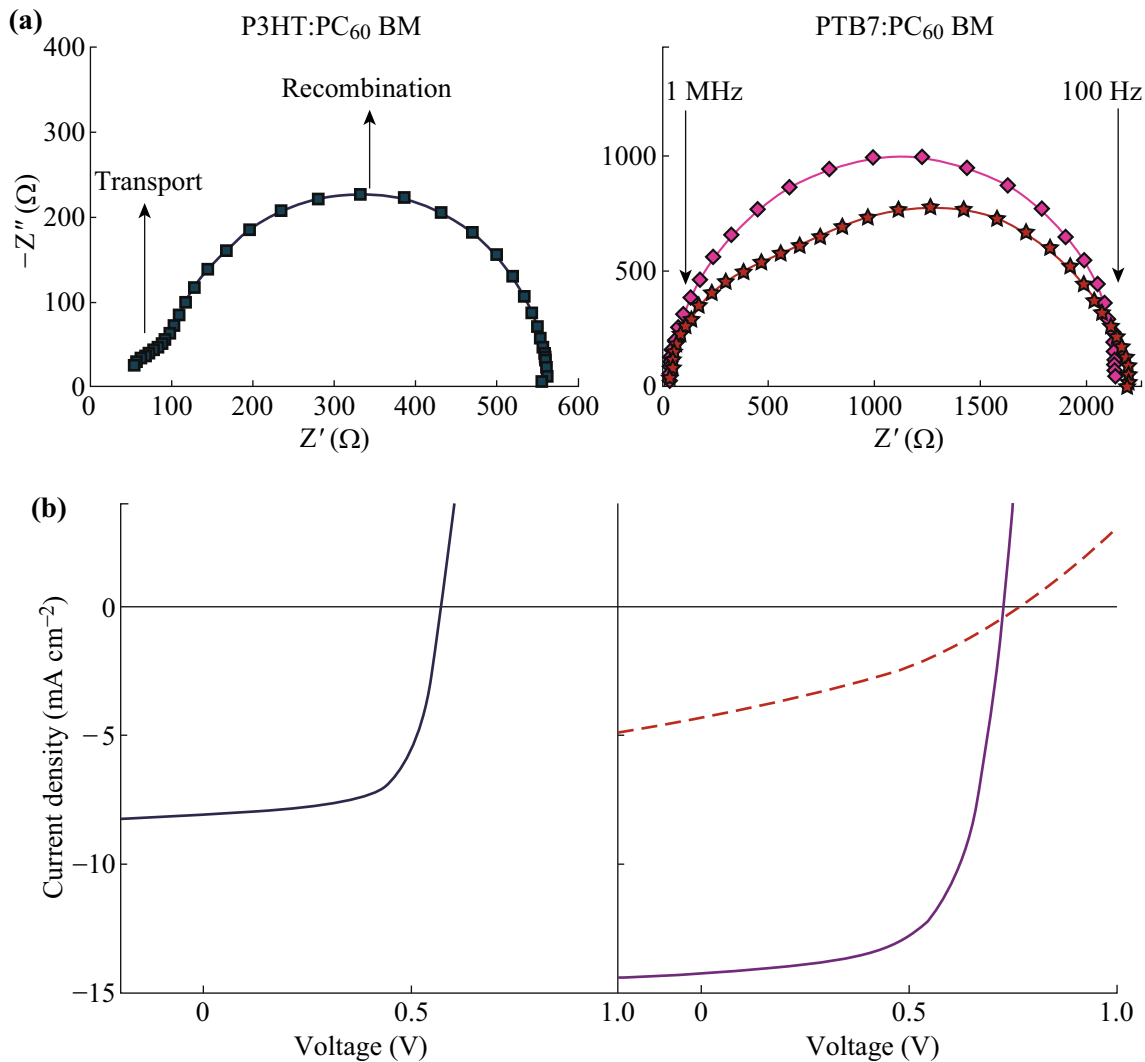 (a)
P3HT:PC₆₀ BM
PTB7:PC₆₀ BM
400
300
200
100
0
−Z″ (Ω)
Transport
Recombination
0 100 200 300 400 500 600
Z′ (Ω)
1000
500
0
1 MHz
100 Hz
0 500 1000 1500 2000
Z′ (Ω)
(b)
Current density (mA cm⁻²)
0
−5
−10
−15
0 0.5 1.0 0 0.5 1.0
Voltage (V)
Voltage (V)